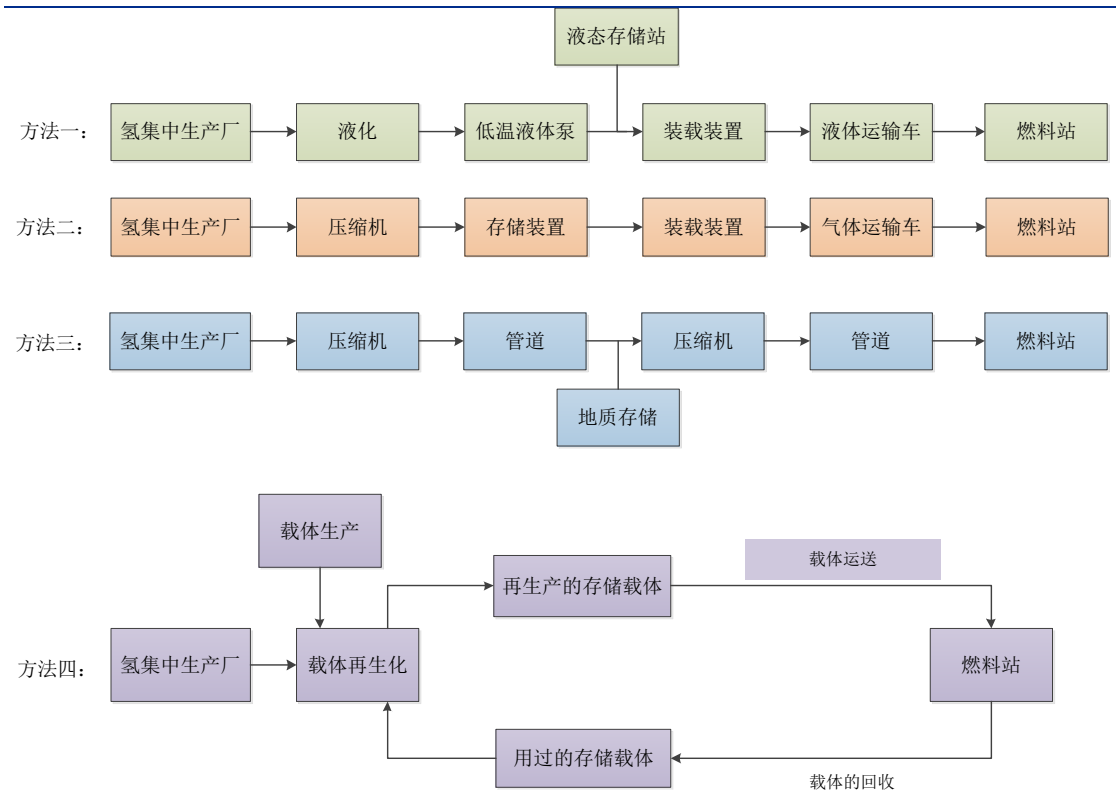 液态存储站
方法一： 氢集中生产厂 液化 低温液体泵 装载装置 液体运输车 燃料站
方法二： 氢集中生产厂 压缩机 存储装置 装载装置 气体运输车 燃料站
方法三： 氢集中生产厂 压缩机 管道 压缩机 管道 燃料站
地质存储
载体生产
再生产的存储载体 载体运送
方法四： 氢集中生产厂 载体再生化 燃料站
用过的存储载体
载体的回收